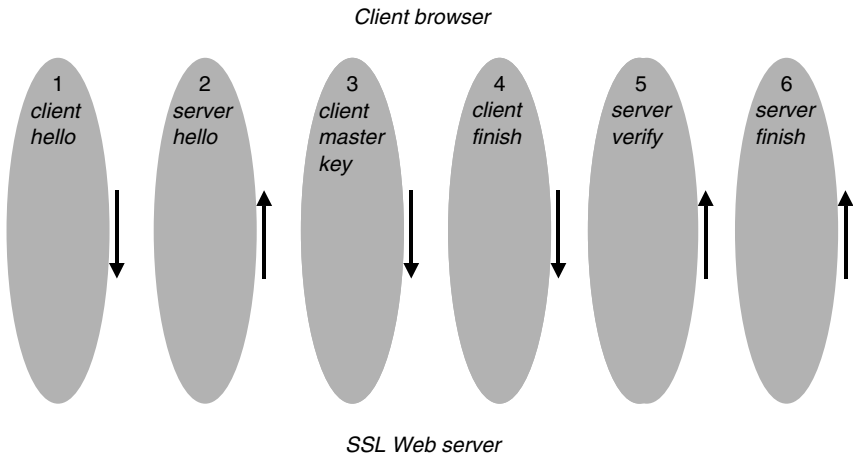 Client browser
1
client
hello
2
server
hello
3
client
master
key
4
client
finish
5
server
verify
6
server
finish
SSL Web server